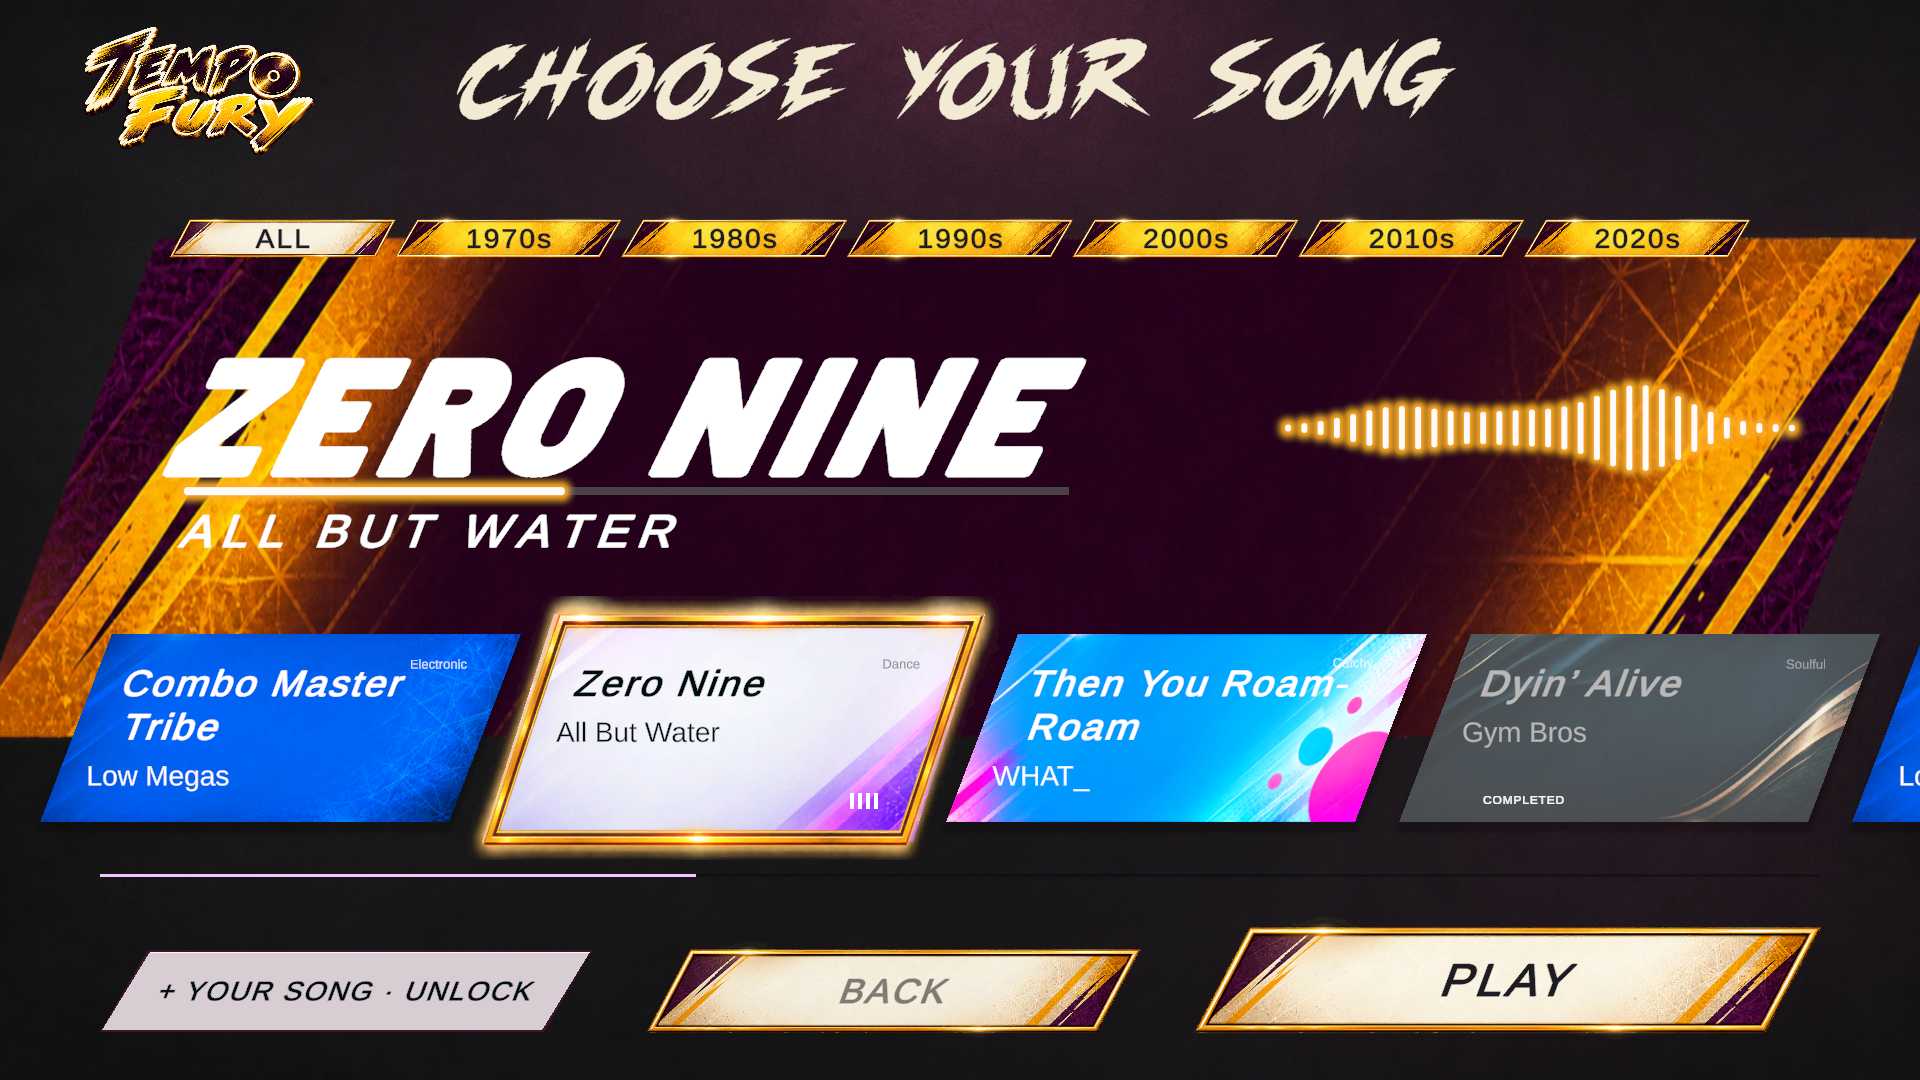 TEMPO
FURY
CHOOSE YOUR SONG
ALL
1970s
1980s
1990s
2000s
2010s
2020s
ZERO NINE
ALL BUT WATER
Electronic
Combo Master
Tribe
Low Megas
Dance
Zero Nine
All But Water
Catchy
Then You Roam-
Roam
WHAT_
Soulful
Dyin' Alive
Gym Bros
COMPLETED
Lo
+ YOUR SONG · UNLOCK
BACK
PLAY